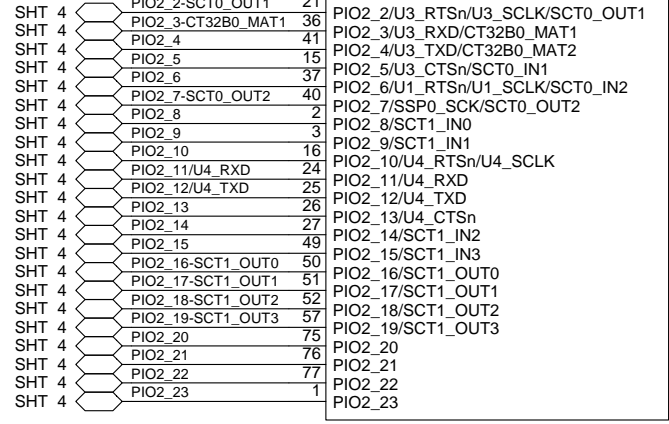 SHT 4 PIO2_2-SCT0_OUT1 21 PIO2_2/U3_RTSn/U3_SCLK/SCT0_OUT1
SHT 4 PIO2_3-CT32B0_MAT1 36 PIO2_3/U3_RXD/CT32B0_MAT1
SHT 4 PIO2_4 41 PIO2_4/U3_TXD/CT32B0_MAT2
SHT 4 PIO2_5 15 PIO2_5/U3_CTSn/SCT0_IN1
SHT 4 PIO2_6 37 PIO2_6/U1_RTSn/U1_SCLK/SCT0_IN2
SHT 4 PIO2_7-SCT0_OUT2 40 PIO2_7/SSP0_SCK/SCT0_OUT2
SHT 4 PIO2_8 2 PIO2_8/SCT1_IN0
SHT 4 PIO2_9 3 PIO2_9/SCT1_IN1
SHT 4 PIO2_10 16 PIO2_10/U4_RTSn/U4_SCLK
SHT 4 PIO2_11/U4_RXD 24 PIO2_11/U4_RXD
SHT 4 PIO2_12/U4_TXD 25 PIO2_12/U4_TXD
SHT 4 PIO2_13 26 PIO2_13/U4_CTSn
SHT 4 PIO2_14 27 PIO2_14/SCT1_IN2
SHT 4 PIO2_15 49 PIO2_15/SCT1_IN3
SHT 4 PIO2_16-SCT1_OUT0 50 PIO2_16/SCT1_OUT0
SHT 4 PIO2_17-SCT1_OUT1 51 PIO2_17/SCT1_OUT1
SHT 4 PIO2_18-SCT1_OUT2 52 PIO2_18/SCT1_OUT2
SHT 4 PIO2_19-SCT1_OUT3 57 PIO2_19/SCT1_OUT3
SHT 4 PIO2_20 75 PIO2_20
SHT 4 PIO2_21 76 PIO2_21
SHT 4 PIO2_22 77 PIO2_22
SHT 4 PIO2_23 1 PIO2_23